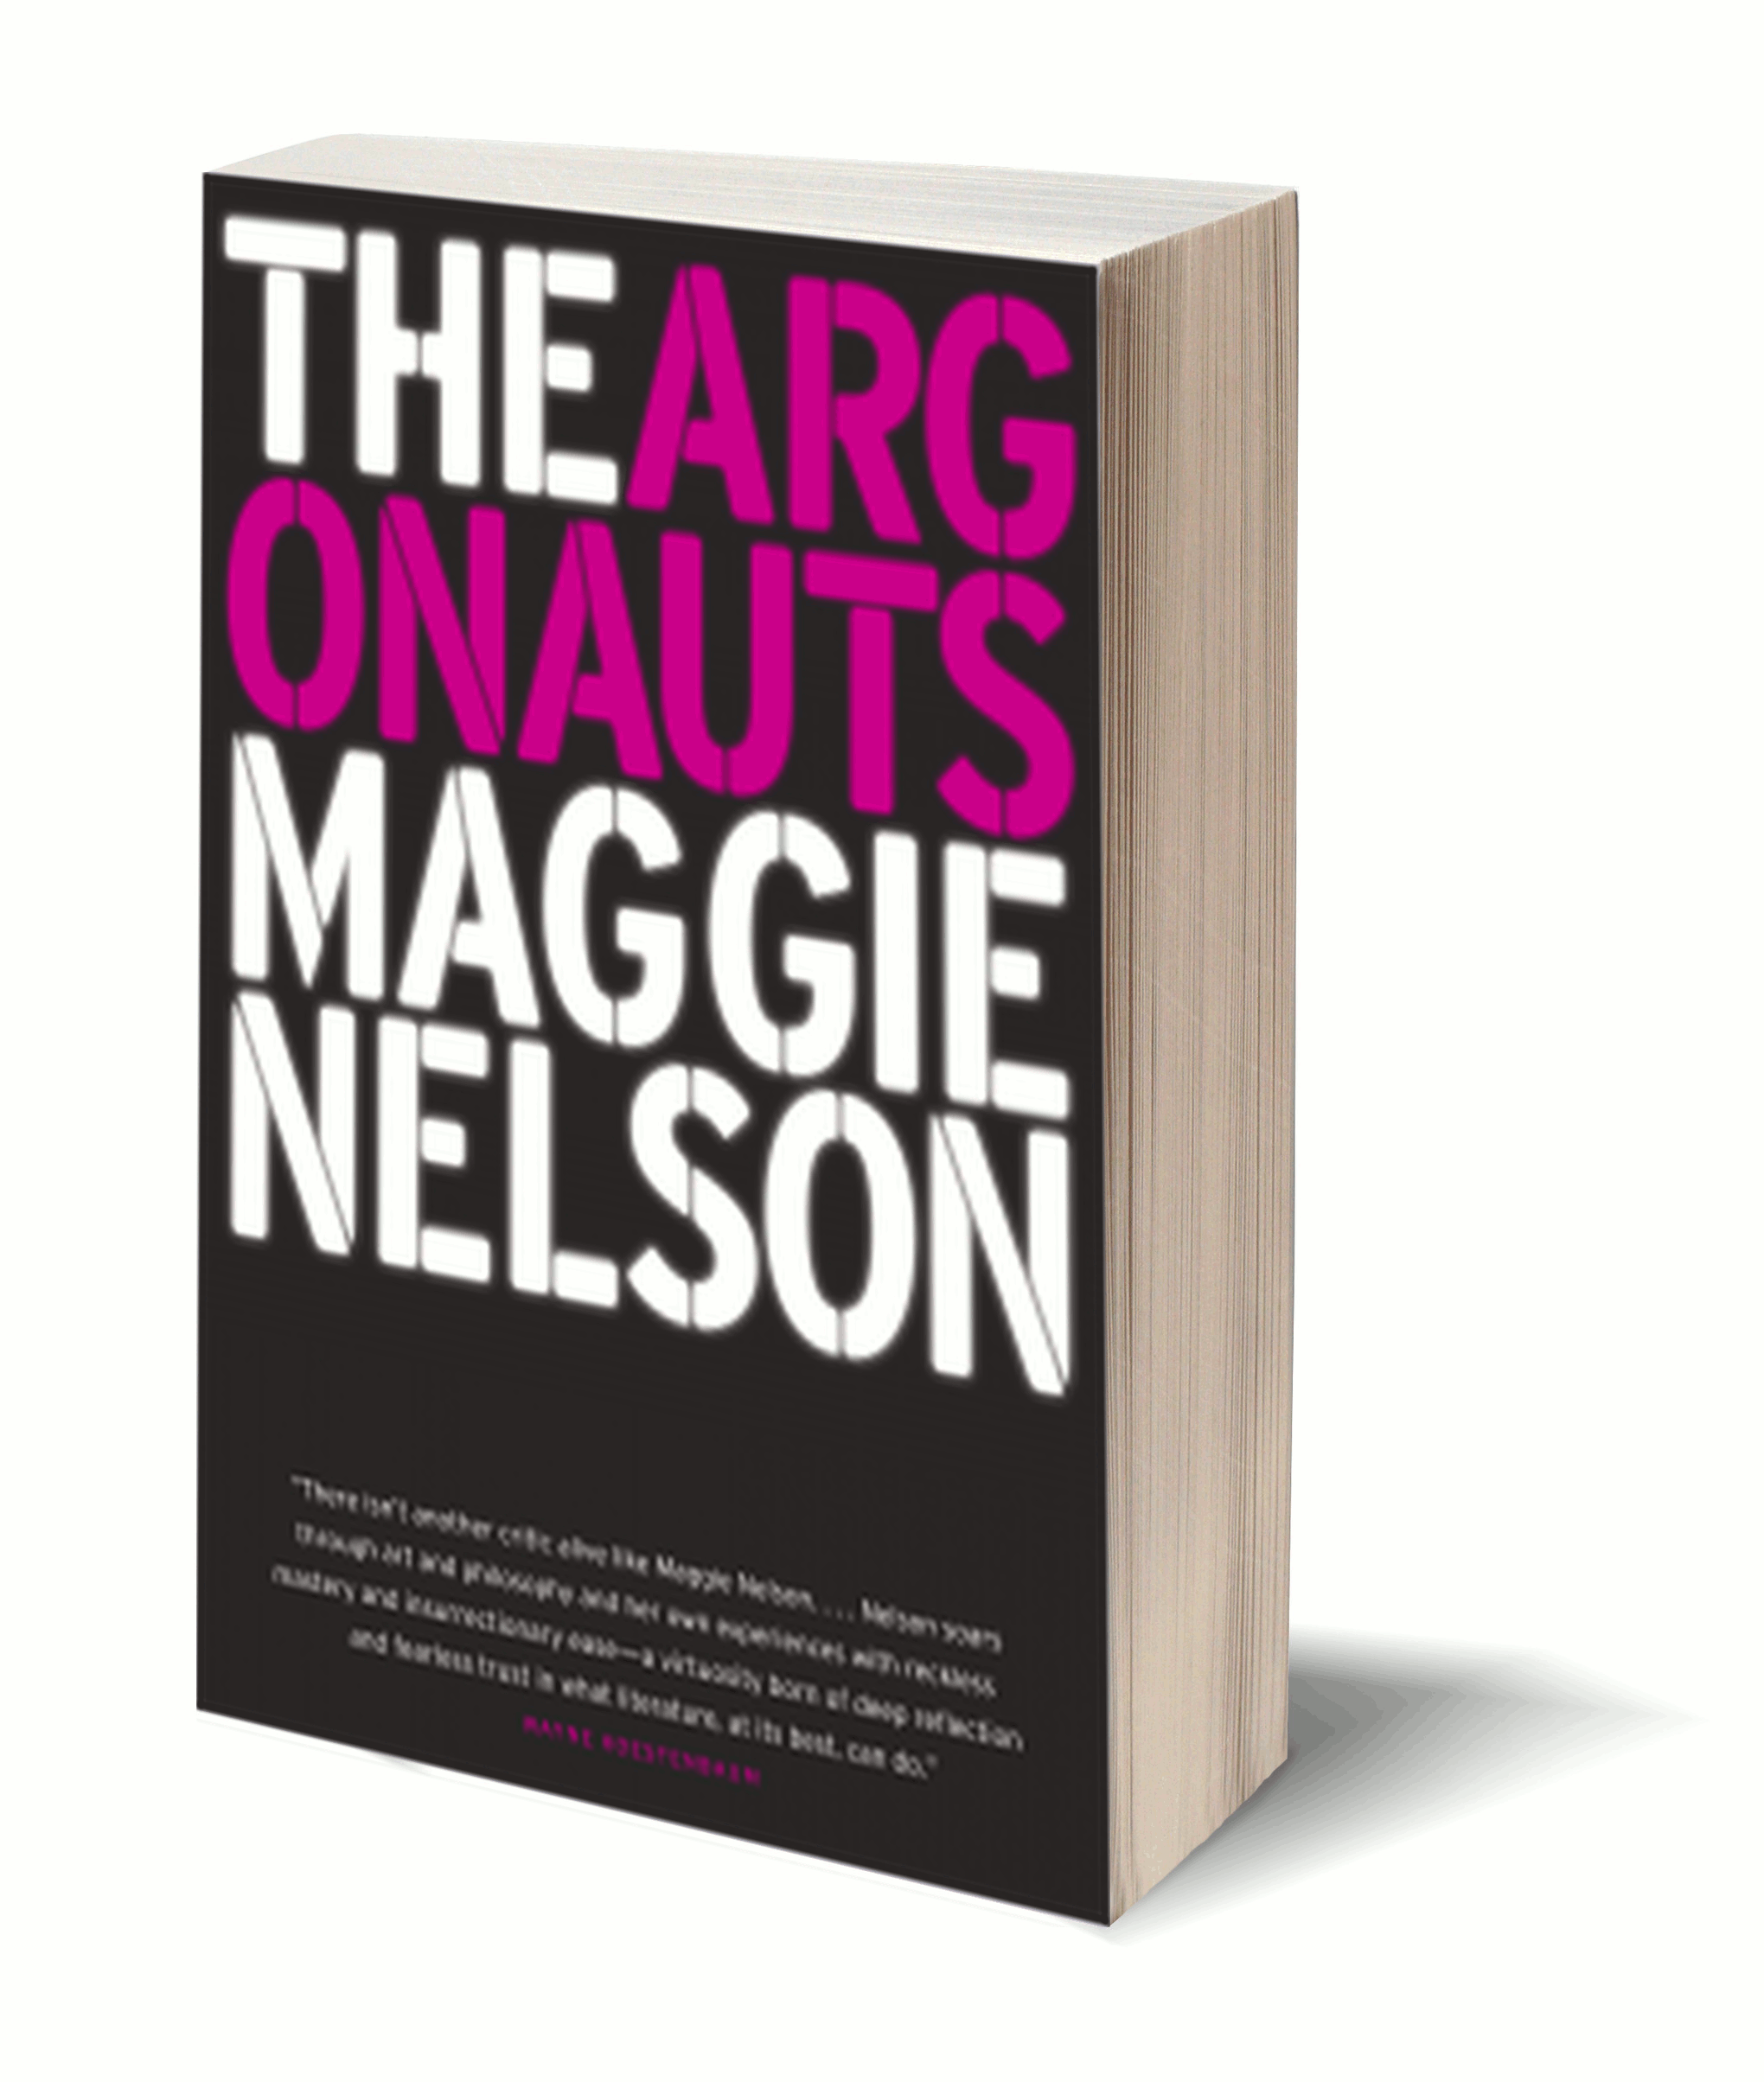 THE ARG
ONAUTS
MAGGIE
NELSON
"There isn't another critic alive like Maggie Nelson. . . . Nelson soars
through art and philosophy and her own experiences with reckless
mastery and insurrectionary ease—a virtuosity born of deep reflection
and fearless trust in what literature, at its best, can do."